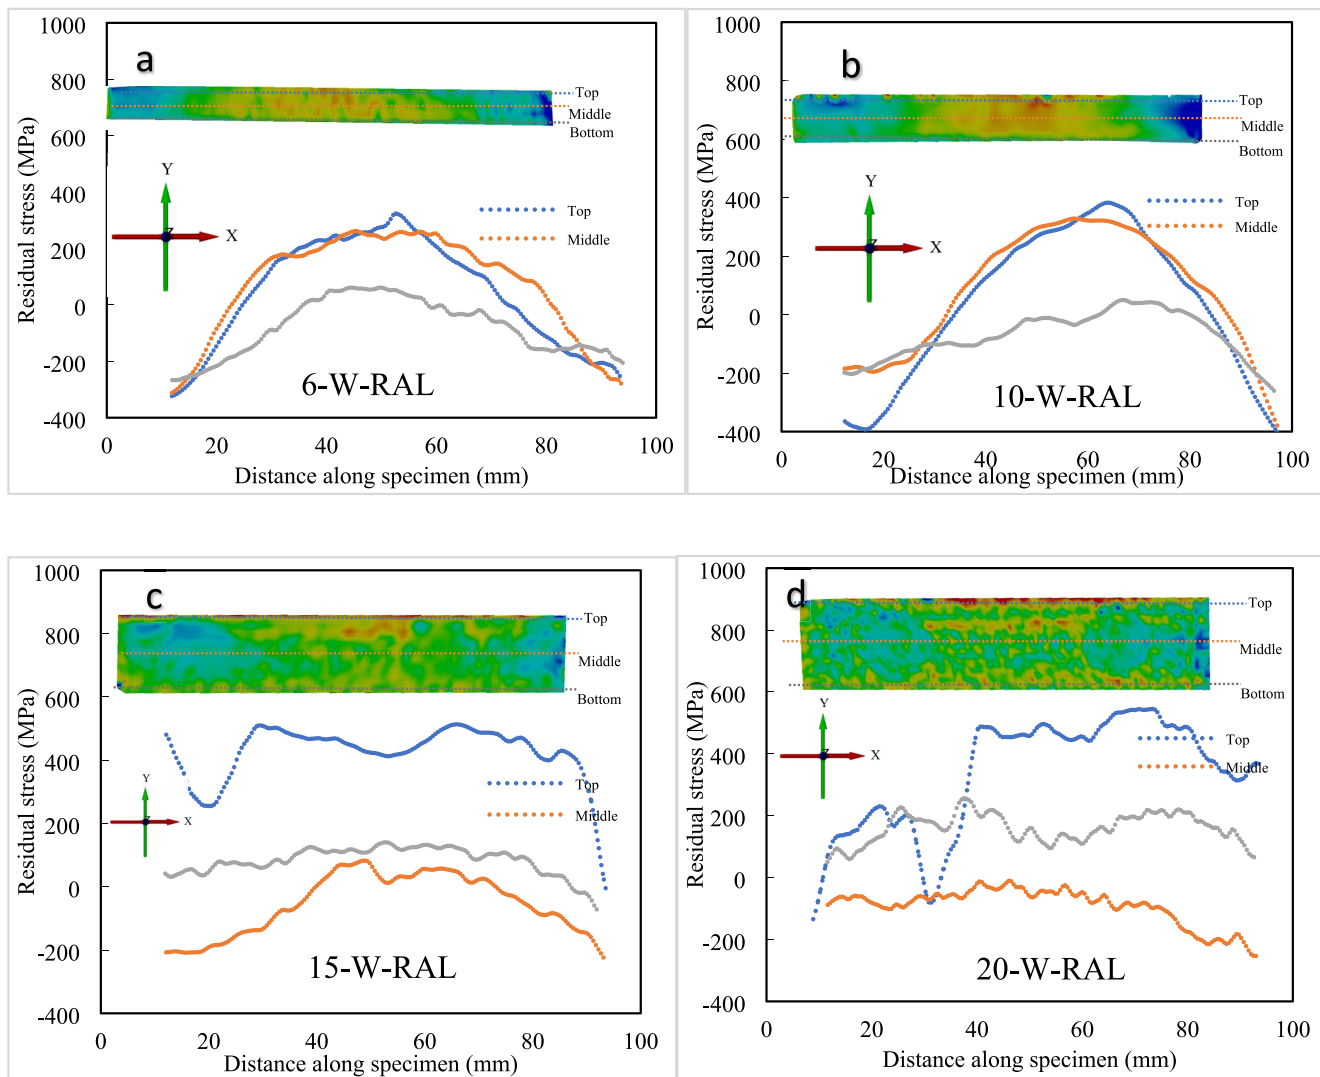 a
Residual stress (MPa)
1000
800
600
400
200
0
-200
-400
Top
Middle
Bottom
Y
X
Z
Top
Middle
6-W-RAL
0
20
40
60
80
100
Distance along specimen (mm)
b
Residual stress (MPa)
1000
800
600
400
200
0
-200
-400
Top
Middle
Bottom
Y
X
Z
Top
Middle
10-W-RAL
0
20
40
60
80
100
Distance along specimen (mm)
c
Residual stress (MPa)
1000
800
600
400
200
0
-200
-400
Top
Middle
Bottom
Y
X
Z
Top
Middle
15-W-RAL
0
20
40
60
80
100
Distance along specimen (mm)
d
Residual stress (MPa)
1000
800
600
400
200
0
-200
-400
Top
Middle
Bottom
Y
X
Z
Top
Middle
20-W-RAL
0
20
40
60
80
100
Distance along specimen (mm)